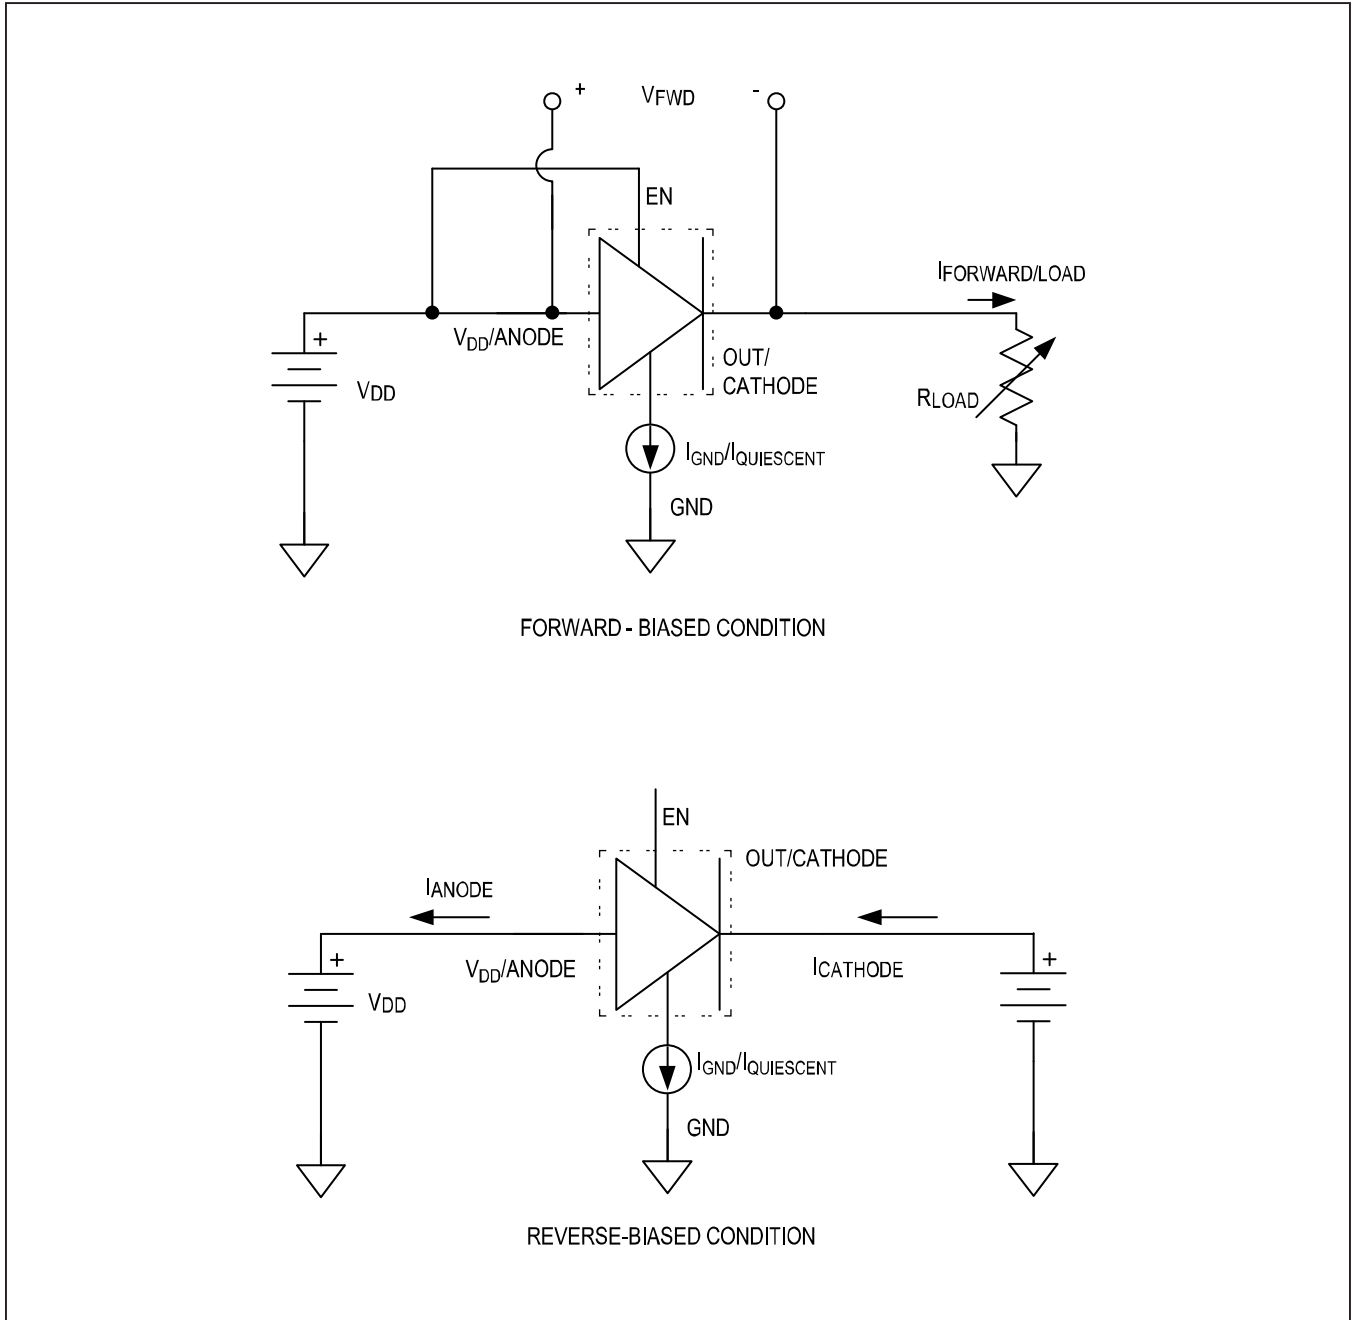 + VFWD -
EN
IFORWARD/LOAD
+
VDD/ANODE
VDD
OUT/
CATHODE
RLOAD
IGND/IQUIESCENT
GND
FORWARD - BIASED CONDITION
EN
OUT/CATHODE
IANODE
+
VDD/ANODE
ICATHODE
+
VDD
IGND/IQUIESCENT
GND
REVERSE-BIASED CONDITION